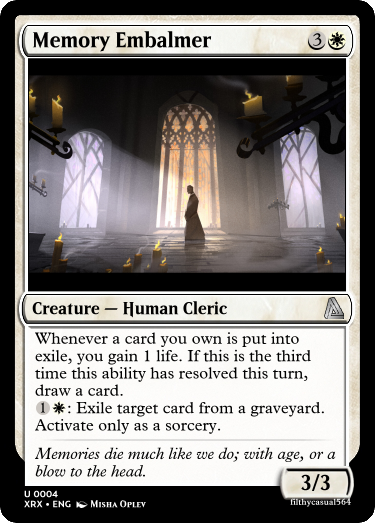 Memory Embalmer 3
Creature — Human Cleric
Whenever a card you own is put into
exile, you gain 1 life. If this is the third
time this ability has resolved this turn,
draw a card.
1 : Exile target card from a graveyard.
Activate only as a sorcery.
Memories die much like we do; with age, or a
blow to the head.
3/3
U 0004
XRX • ENG Misha Oplev
filthycasual564